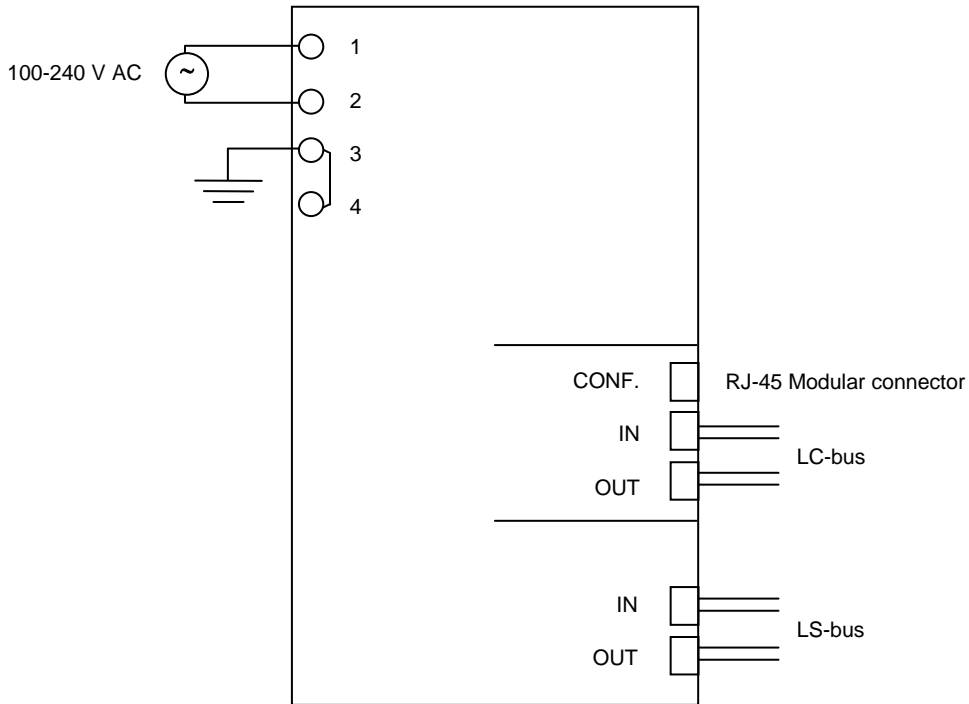 1
100-240 V AC
~
2
3
4
CONF.
RJ-45 Modular connector
IN
LC-bus
OUT
IN
LS-bus
OUT